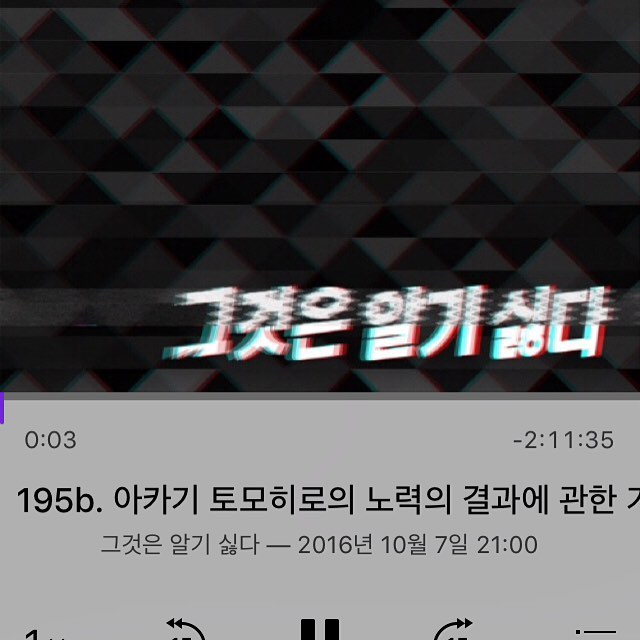 그것은 알기 싫다
0:03
-2:11:35
195b. 아카기 토모히로의 노력의 결과에 관한
그것은 알기 싫다 — 2016년 10월 7일 21:00